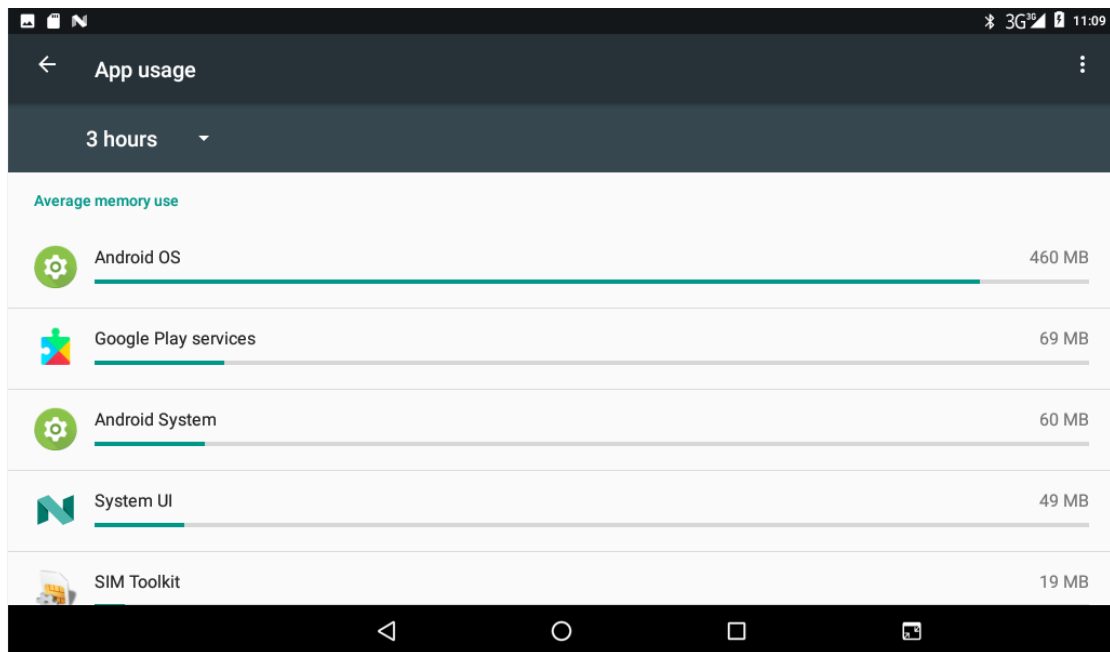 3G 3G 11:09
App usage
3 hours
Average memory use
Android OS 460 MB
Google Play services 69 MB
Android System 60 MB
System UI 49 MB
SIM Toolkit 19 MB